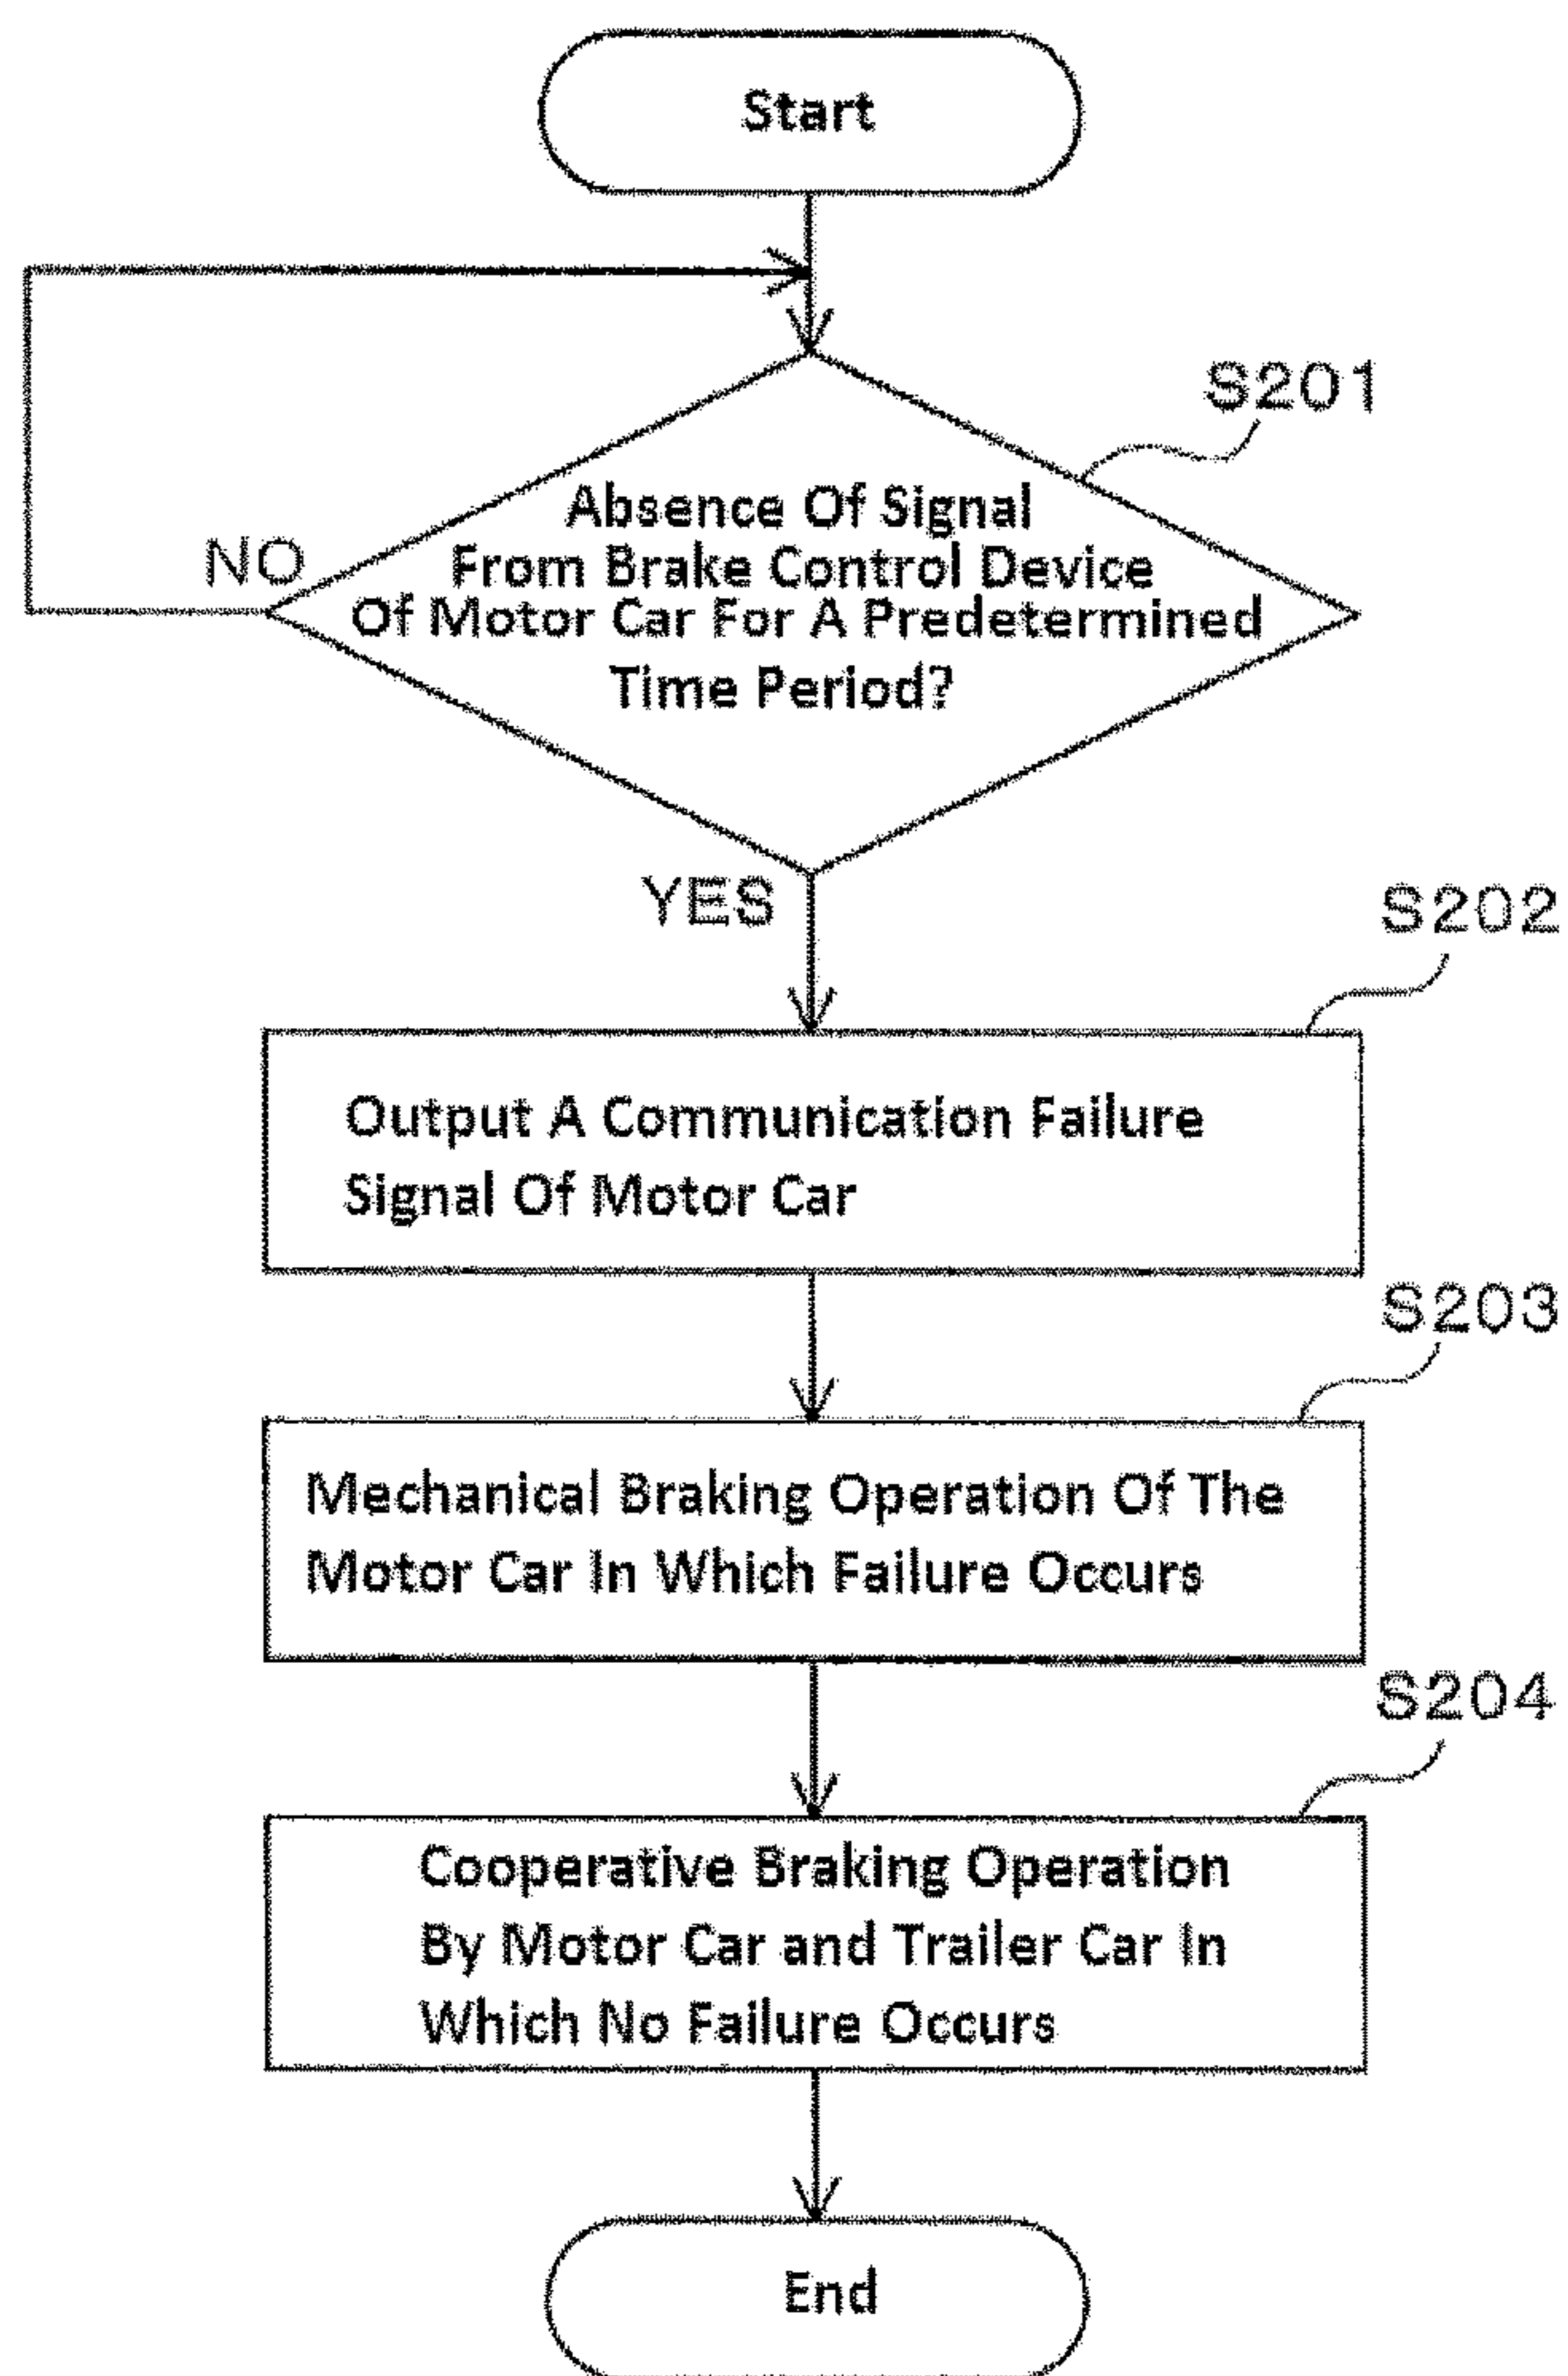 Start
S201
Absence Of Signal
From Brake Control Device
Of Motor Car For A Predetermined
Time Period?
NO
YES
S202
Output A Communication Failure
Signal Of Motor Car
S203
Mechanical Braking Operation Of The
Motor Car In Which Failure Occurs
S204
Cooperative Braking Operation
By Motor Car and Trailer Car In
Which No Failure Occurs
End